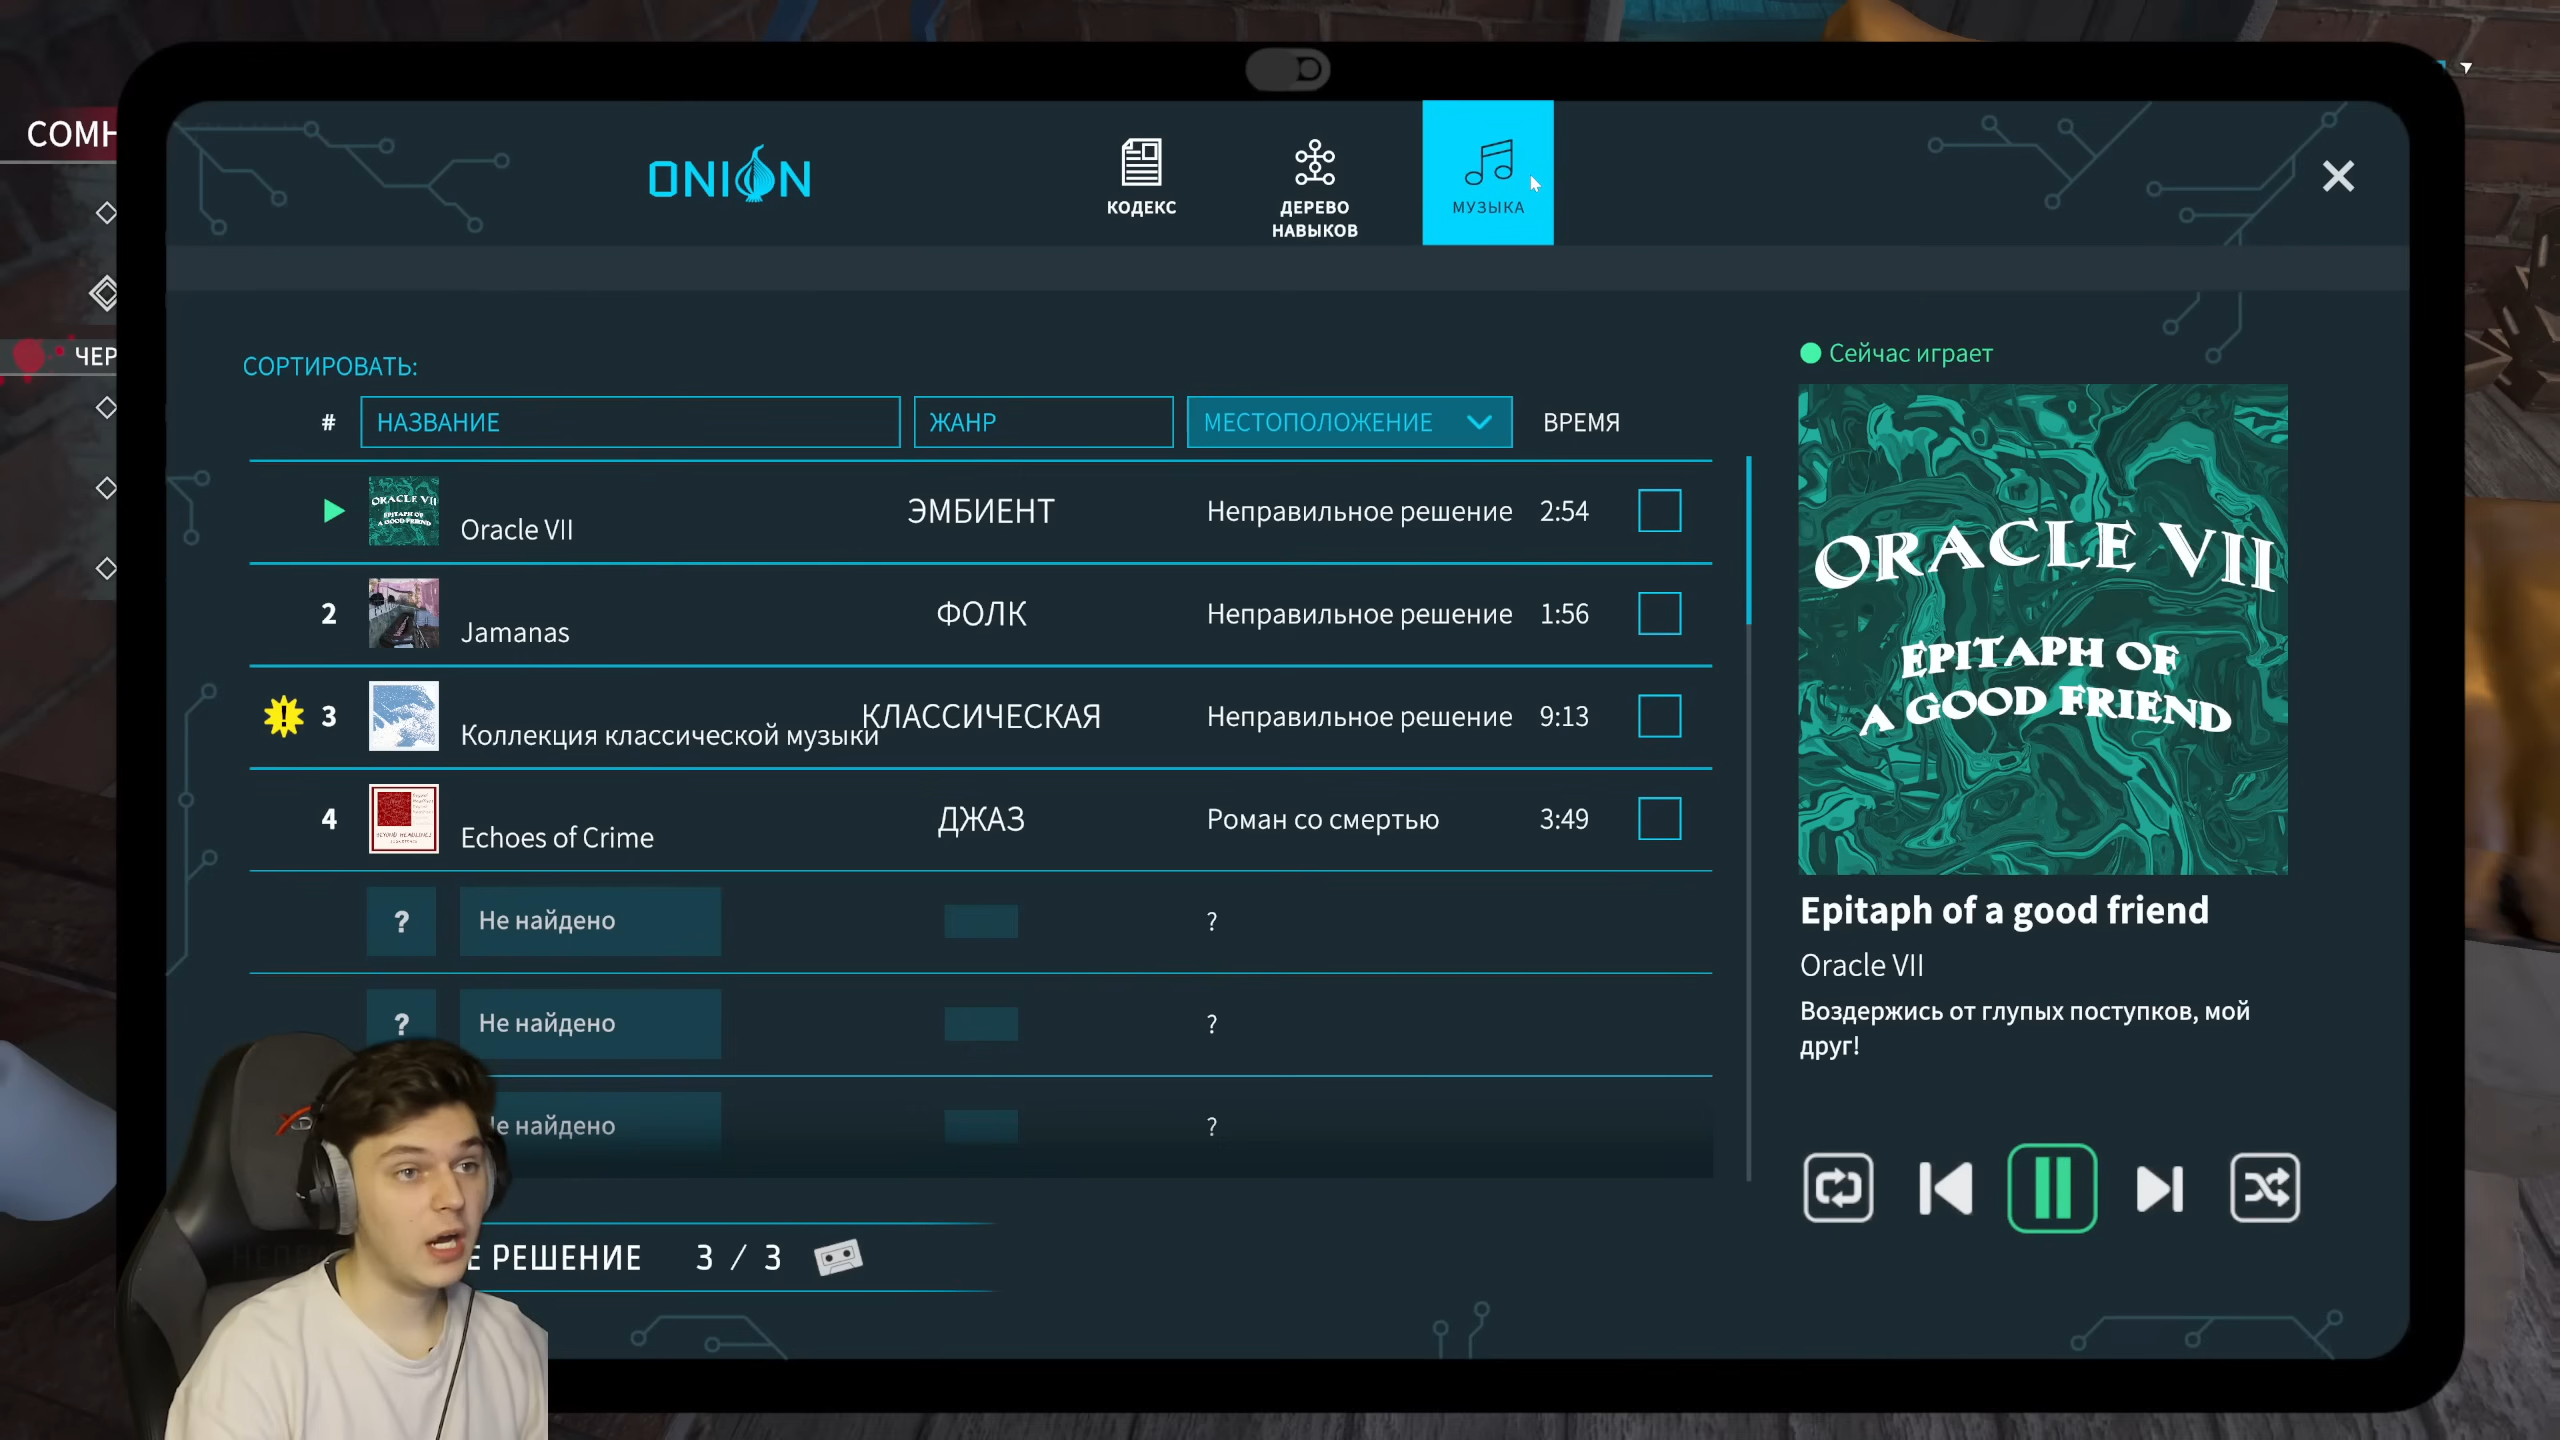 СОМН
ЧЕР
ONION
КОДЕКС
ДЕРЕВО
НАВЫКОВ
МУЗЫКА
СОРТИРОВАТЬ:
# НАЗВАНИЕ ЖАНР МЕСТОПОЛОЖЕНИЕ ВРЕМЯ
Oracle VII ЭМБИЕНТ Неправильное решение 2:54
2 Jamanas ФОЛК Неправильное решение 1:56
! 3 Коллекция классической музыки КЛАССИЧЕСКАЯ Неправильное решение 9:13
4 Echoes of Crime ДЖАЗ Роман со смертью 3:49
? Не найдено ?
? Не найдено ?
Не найдено ?
Е РЕШЕНИЕ 3 / 3
Сейчас играет
ORACLE VII
EPITAPH OF
A GOOD FRIEND
Epitaph of a good friend
Oracle VII
Воздержись от глупых поступков, мой
друг!